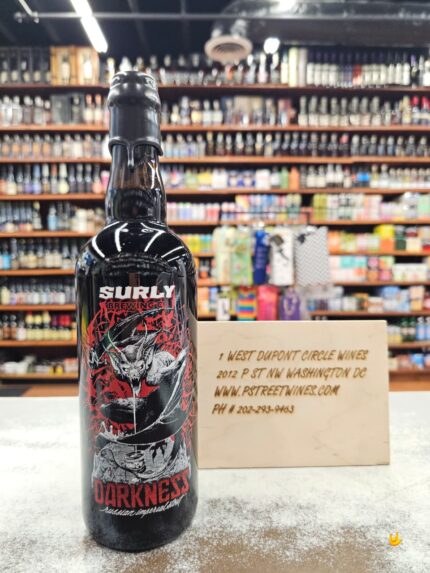 SURLY
BREWING CO.
DARKNESS
russian imperial stout
1 WEST DUPONT CIRCLE WINES
2012 P ST NW WASHINGTON DC
WWW.PSTREETWINES.COM
PH # 202-293-9463